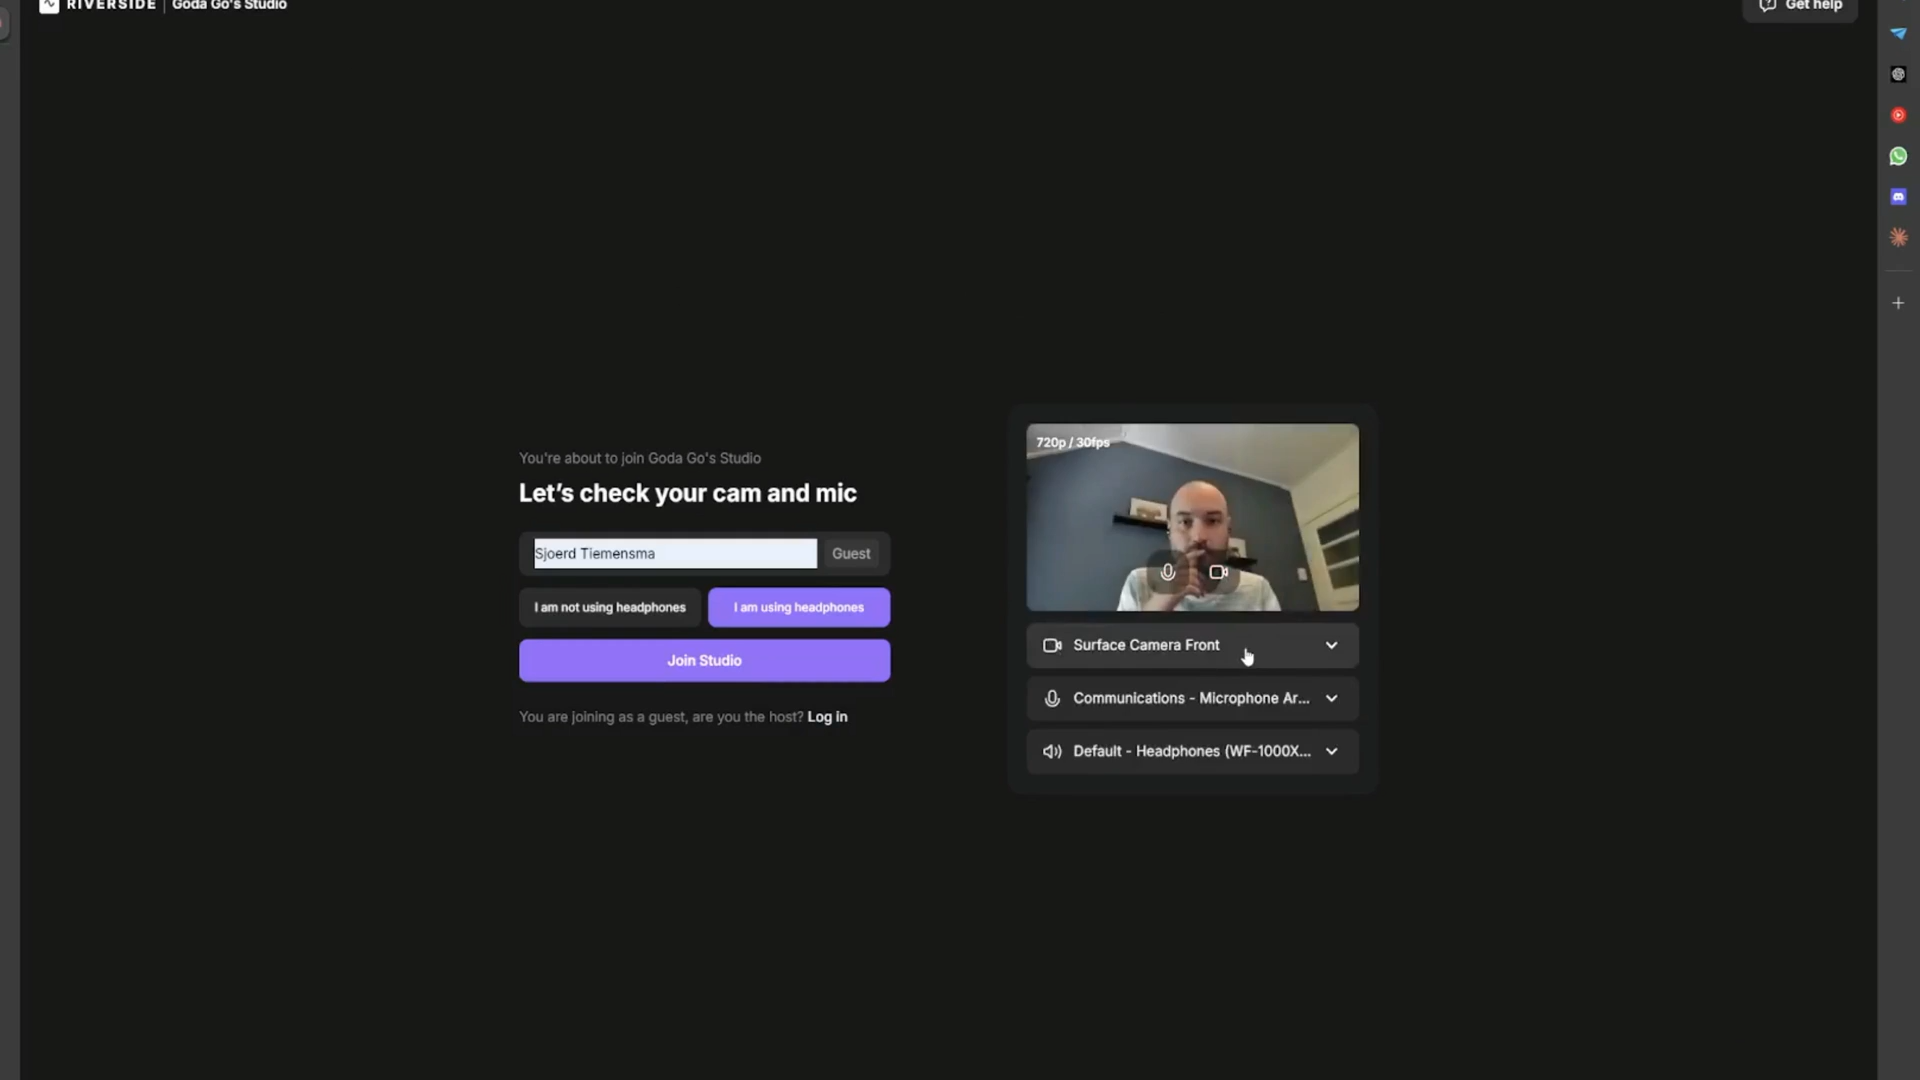 RIVERSIDE | Goda Go's Studio
Get help
You're about to join Goda Go's Studio
Let's check your cam and mic
Sjoerd Tiemensma
Guest
I am not using headphones
I am using headphones
Join Studio
You are joining as a guest, are you the host? Log in
720p / 30fps
Surface Camera Front
Communications - Microphone Ar...
Default - Headphones (WF-1000X...